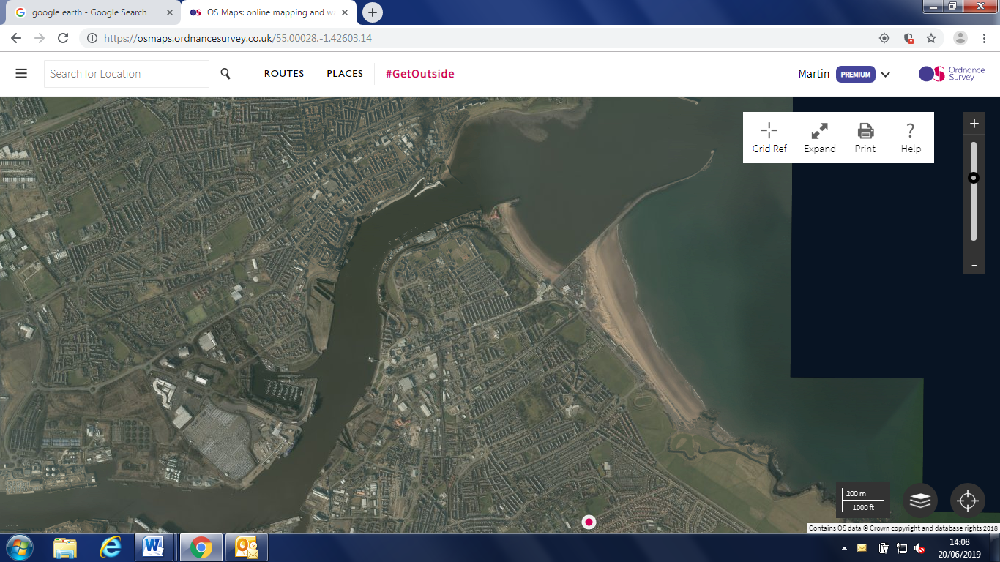 google earth - Google Search
OS Maps: online mapping and w
https://osmaps.ordnancesurvey.co.uk/55.00028,-1.42603,14
Search for Location
ROUTES
PLACES
#GetOutside
Martin
PREMIUM
OS
Ordnance
Survey
Grid Ref
Expand
Print
Help
200 m
1000 ft
Contains OS data © Crown copyright and database rights 2018
14:08
20/06/2019